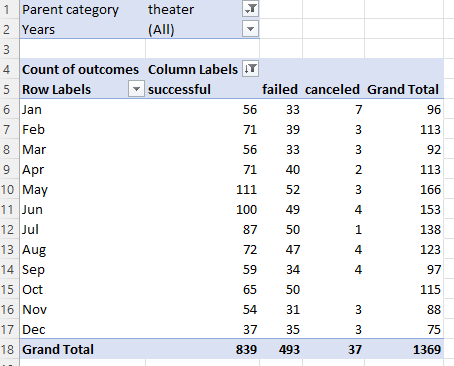 1 Parent category theater
2 Years (All)
3
4 Count of outcomes Column Labels
5 Row Labels successful failed canceled Grand Total
6 Jan 56 33 7 96
7 Feb 71 39 3 113
8 Mar 56 33 3 92
9 Apr 71 40 2 113
10 May 111 52 3 166
11 Jun 100 49 4 153
12 Jul 87 50 1 138
13 Aug 72 47 4 123
14 Sep 59 34 4 97
15 Oct 65 50 115
16 Nov 54 31 3 88
17 Dec 37 35 3 75
18 Grand Total 839 493 37 1369